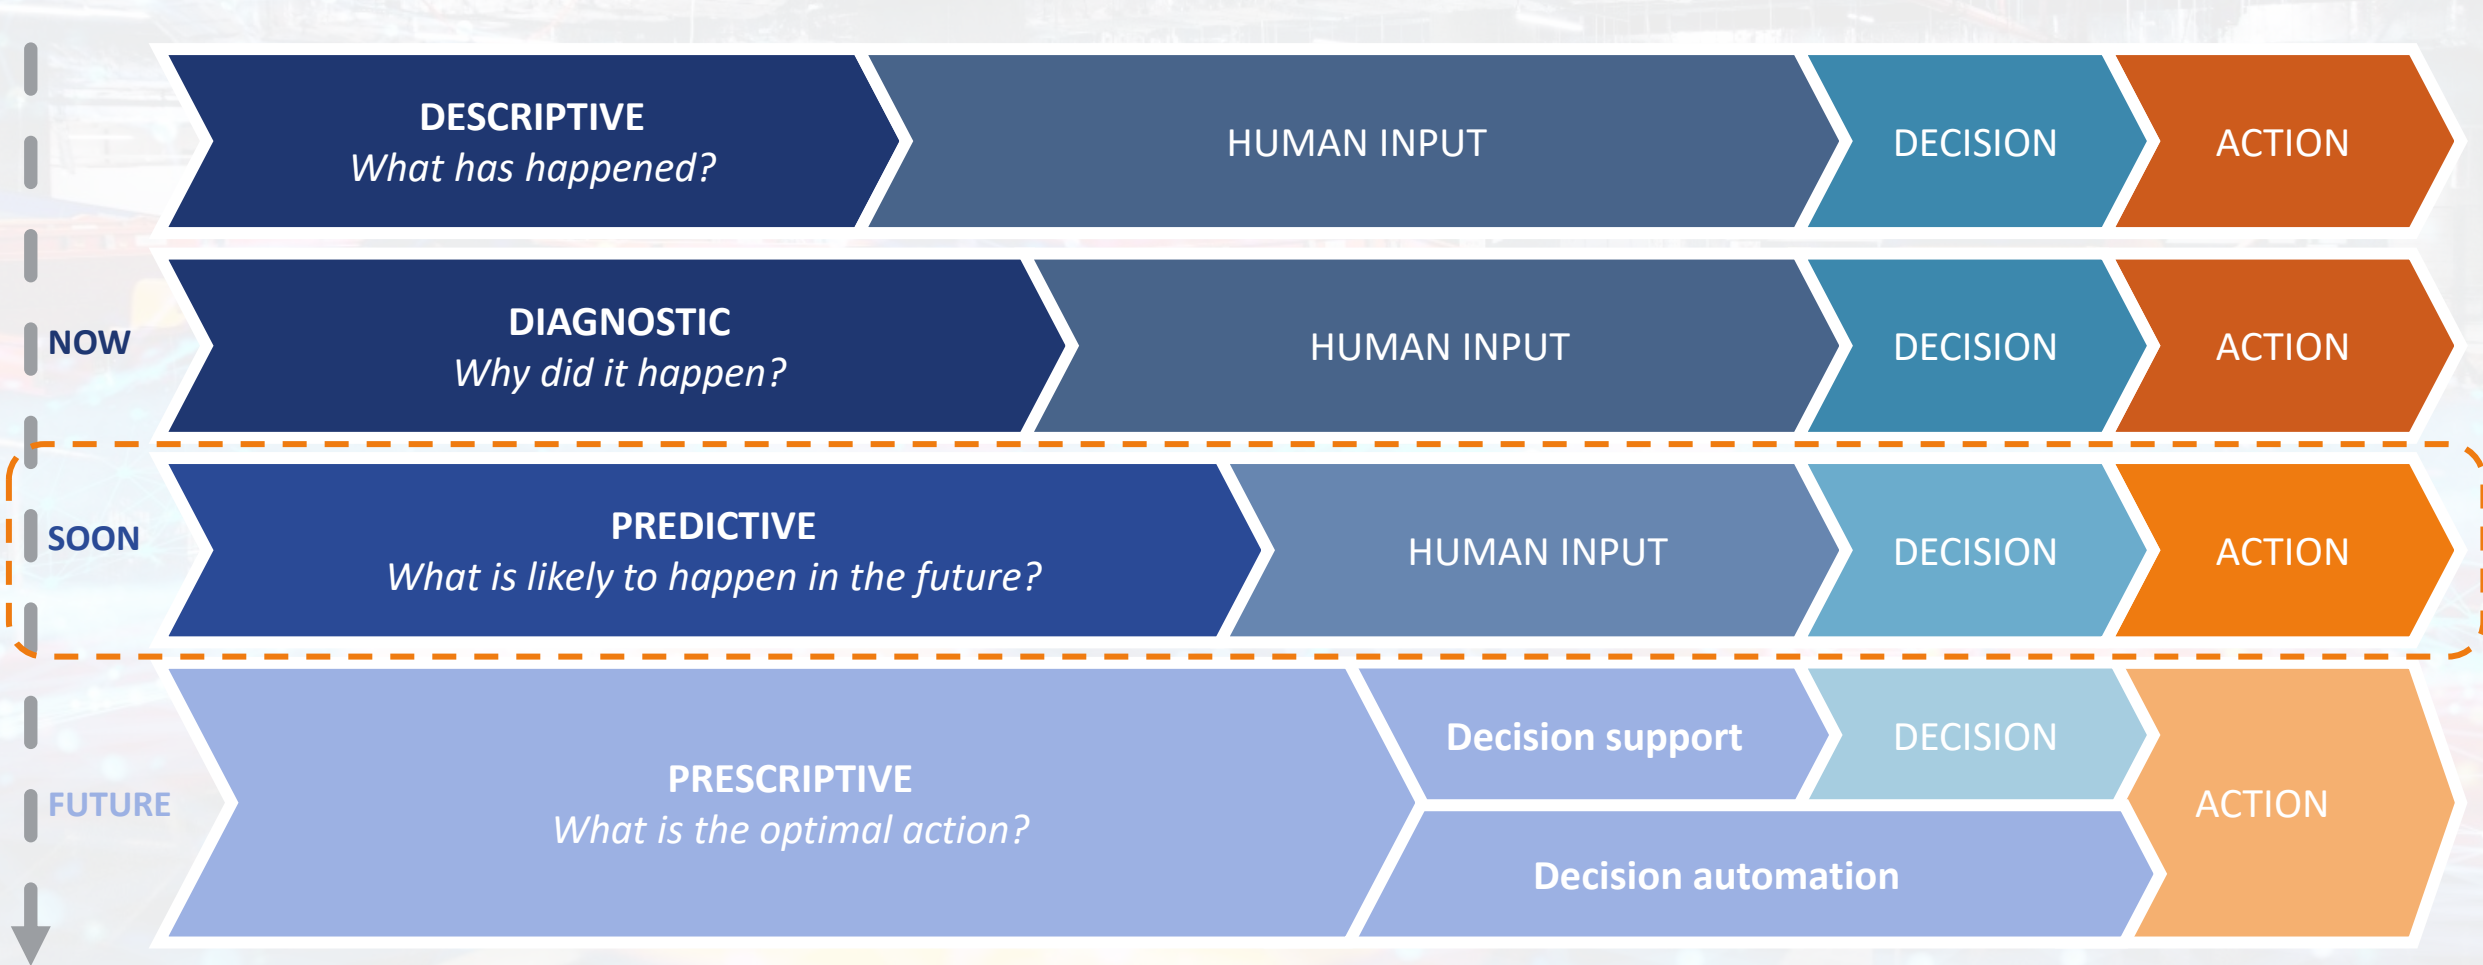 DESCRIPTIVE
What has happened?
HUMAN INPUT
DECISION
ACTION
NOW
DIAGNOSTIC
Why did it happen?
HUMAN INPUT
DECISION
ACTION
SOON
PREDICTIVE
What is likely to happen in the future?
HUMAN INPUT
DECISION
ACTION
FUTURE
PRESCRIPTIVE
What is the optimal action?
Decision support
DECISION
Decision automation
ACTION